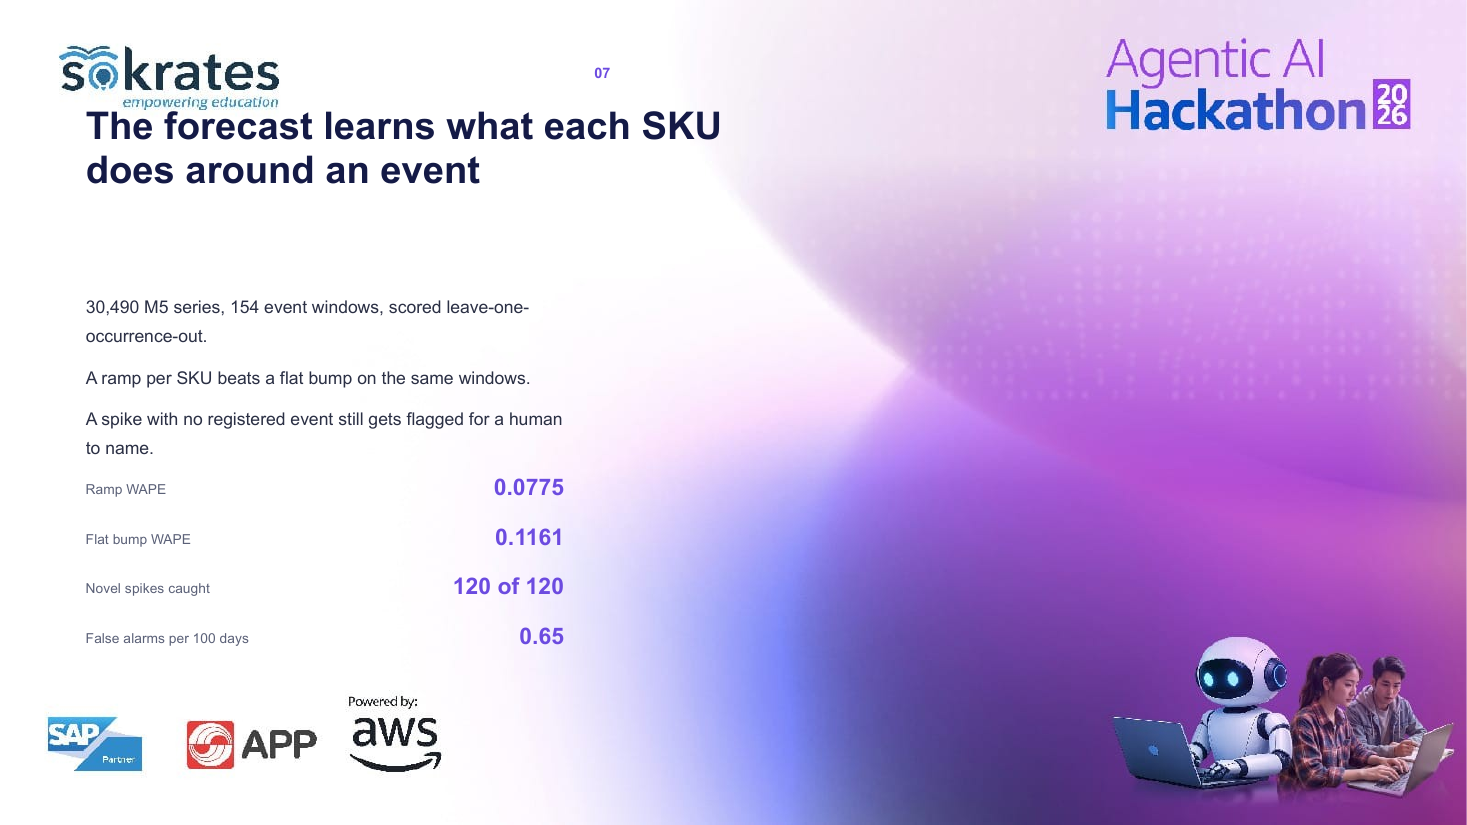 sokrates
empowering education
07
Agentic AI
Hackathon 2026
The forecast learns what each SKU
does around an event
30,490 M5 series, 154 event windows, scored leave-one-
occurrence-out.
A ramp per SKU beats a flat bump on the same windows.
A spike with no registered event still gets flagged for a human
to name.
Ramp WAPE 0.0775
Flat bump WAPE 0.1161
Novel spikes caught 120 of 120
False alarms per 100 days 0.65
SAP
Partner
APP
Powered by:
aws